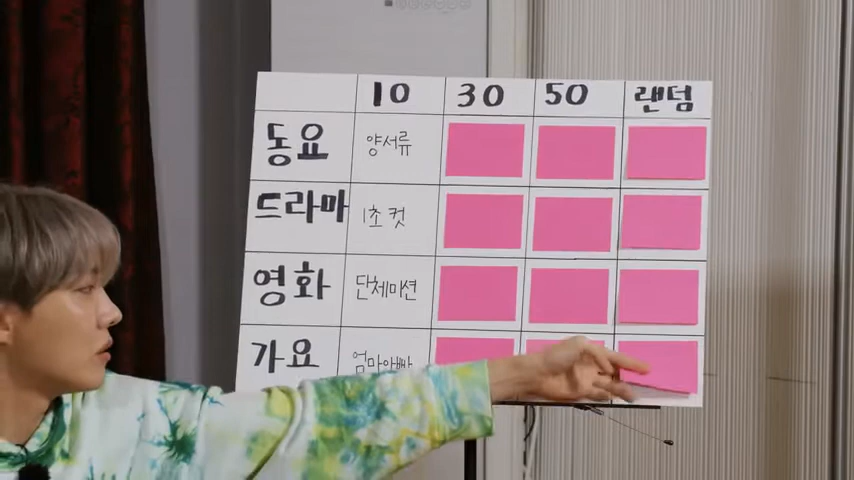 10 30 50 랜덤
동요 양서류
드라마 1초 컷
영화 단체미션
가요 엄마아빠